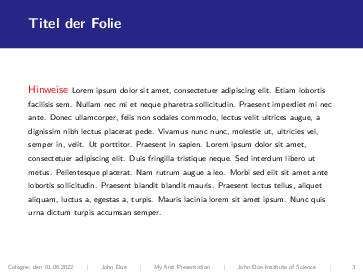 Titel der Folie
Hinweise Lorem ipsum dolor sit amet, consectetuer adipiscing elit. Etiam lobortis
facilisis sem. Nullam nec mi et neque pharetra sollicitudin. Praesent imperdiet mi nec
ante. Donec ullamcorper, felis non sodales commodo, lectus velit ultrices augue, a
dignissim nibh lectus placerat pede. Vivamus nunc nunc, molestie ut, ultricies vel,
semper in, velit. Ut porttitor. Praesent in sapien. Lorem ipsum dolor sit amet,
consectetuer adipiscing elit. Duis fringilla tristique neque. Sed interdum libero ut
metus. Pellentesque placerat. Nam rutrum augue a leo. Morbi sed elit sit amet ante
lobortis sollicitudin. Praesent blandit blandit mauris. Praesent lectus tellus, aliquet
aliquam, luctus a, egestas a, turpis. Mauris lacinia lorem sit amet ipsum. Nunc quis
urna dictum turpis accumsan semper.
Cologne, den 01.06.2022 | John Doe | My first Presentation | John-Doe-Institute of Science | 3